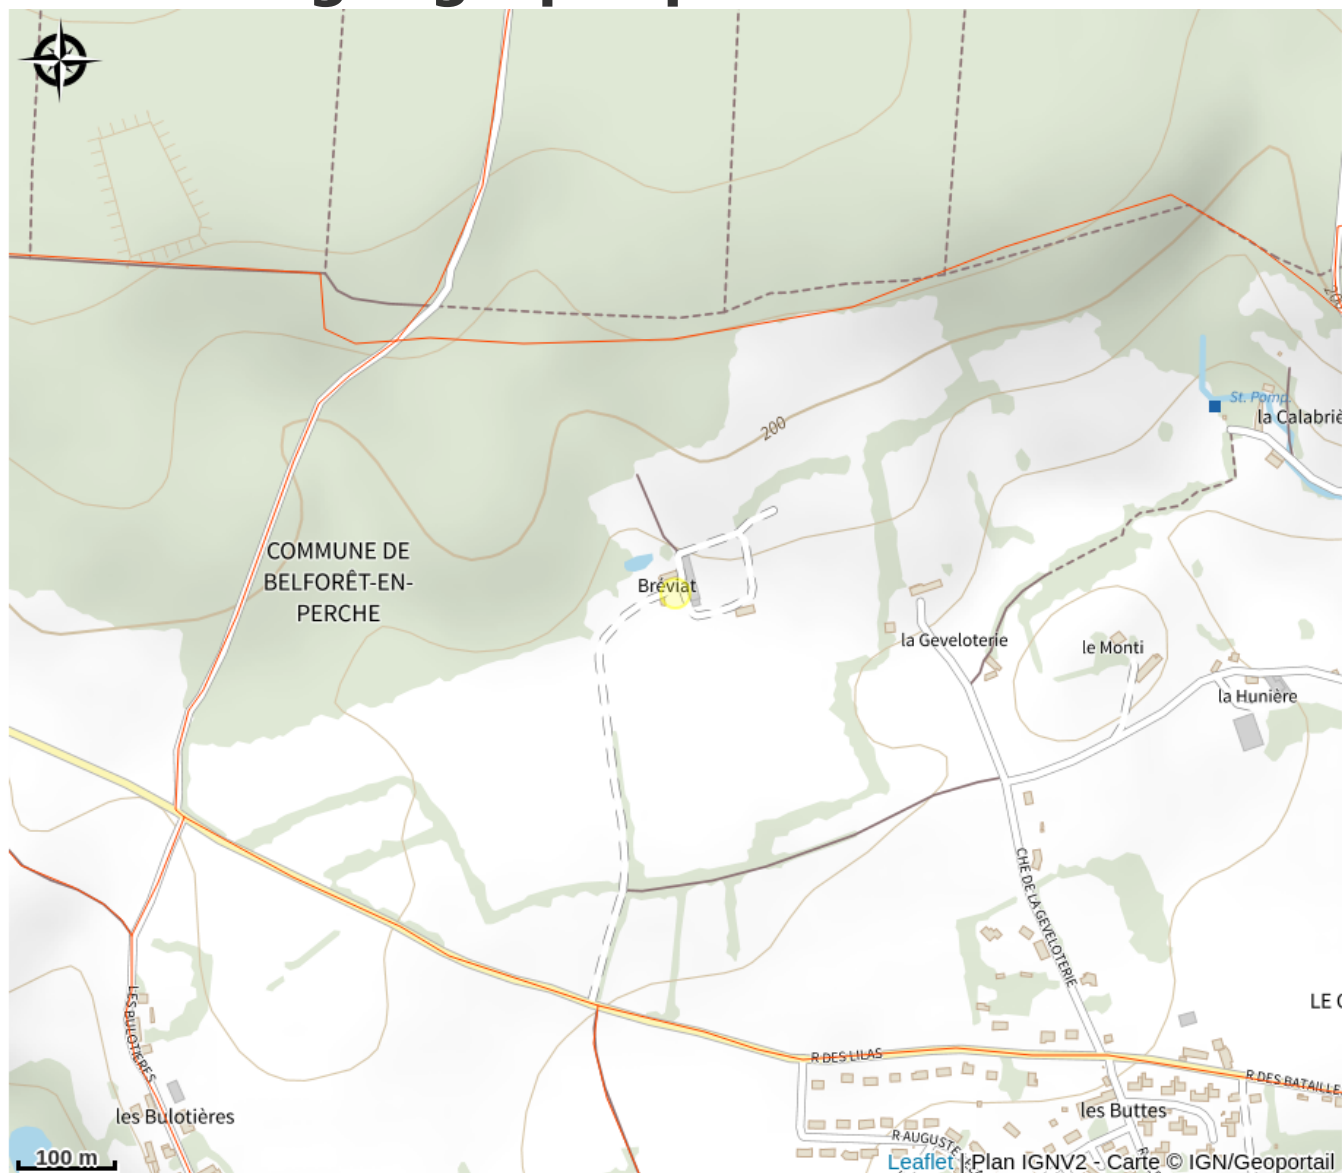 200
St. Pomp.
la Calabriè
COMMUNE DE
BELFORÊT-EN-
PERCHE
Bréviat
la Geveloterie
le Monti
la Hunière
CHE DE LA GEVELOTERIE
LES BULOTIÈRES
R DES LILAS
R DES BATAILLE
les Bulotières
les Buttes
R AUGUSTE
100 m
Leaflet | Plan IGNV2 - Carte © IGN/Geoportail